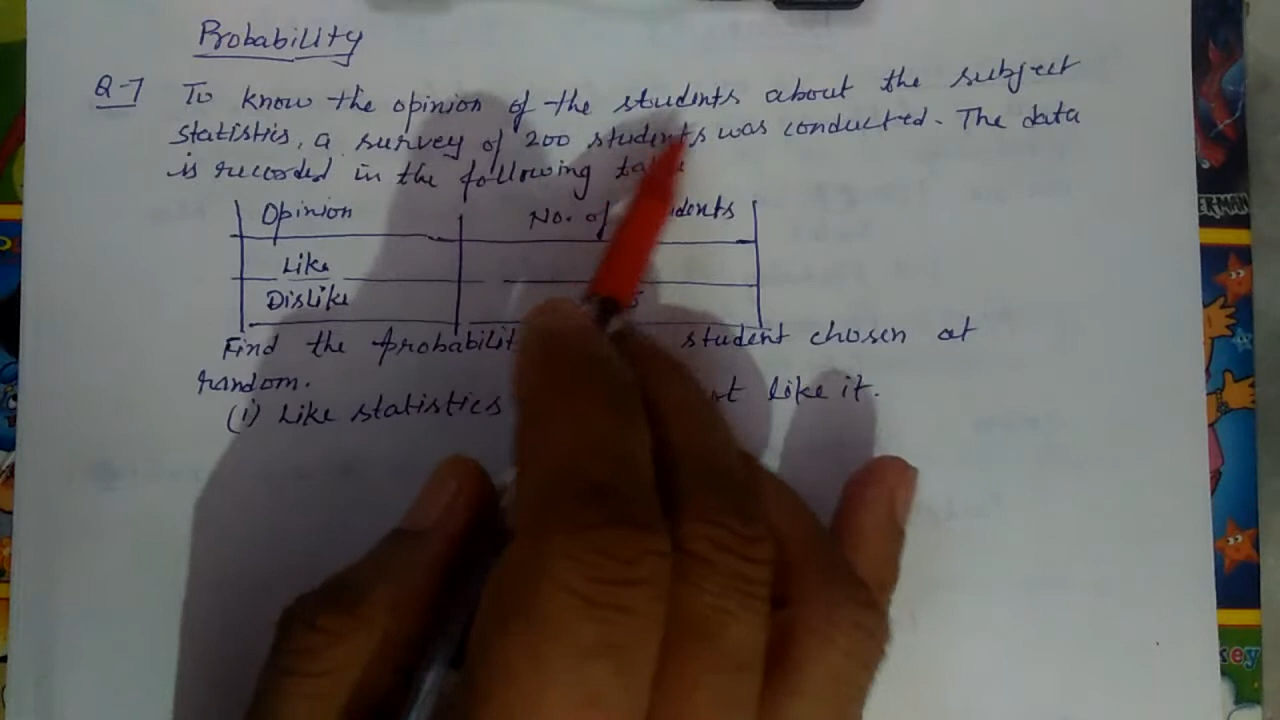 Probability
Q-7 To know the opinion of the students about the subject
statistics, a survey of 200 students was conducted. The data
is recorded in the following
Opinion No. of
Like
Dislike
Find the student chosen at
random.
(i) Like statistics like it.
ERMAN
key